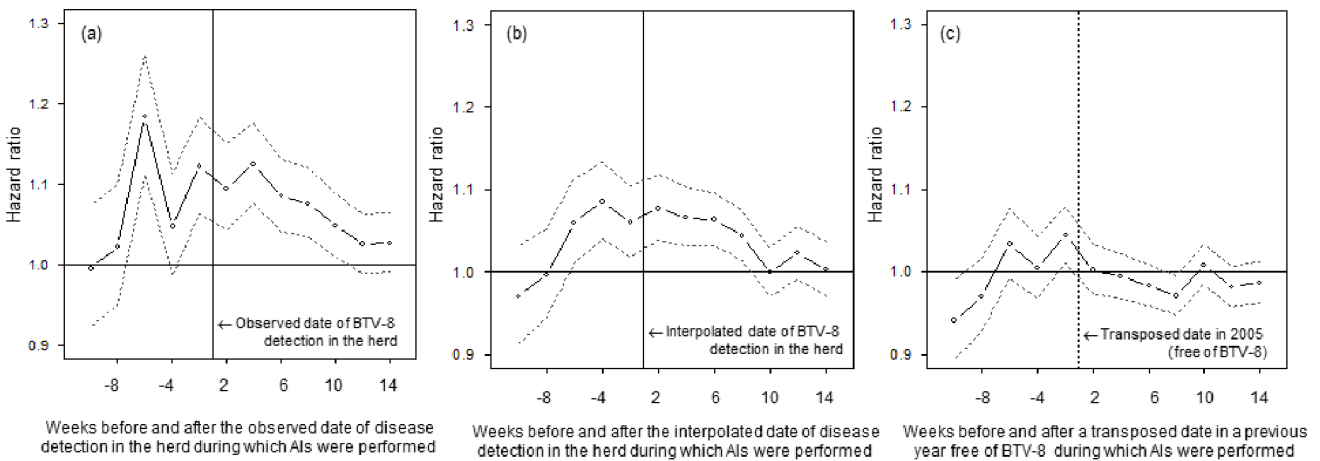 (a)
Hazard ratio
1.3
1.2
1.1
1.0
0.9
← Observed date of BTV-8
detection in the herd
-8 -4 2 6 10 14
Weeks before and after the observed date of disease
detection in the herd during which AIs were performed
(b)
Hazard ratio
1.3
1.2
1.1
1.0
0.9
← Interpolated date of BTV-8
detection in the herd
-8 -4 2 6 10 14
Weeks before and after the interpolated date of disease
detection in the herd during which AIs were performed
(c)
Hazard ratio
1.3
1.2
1.1
1.0
0.9
← Transposed date in 2005
(free of BTV-8)
-8 -4 2 6 10 14
Weeks before and after a transposed date in a previous
year free of BTV-8 during which AIs were performed